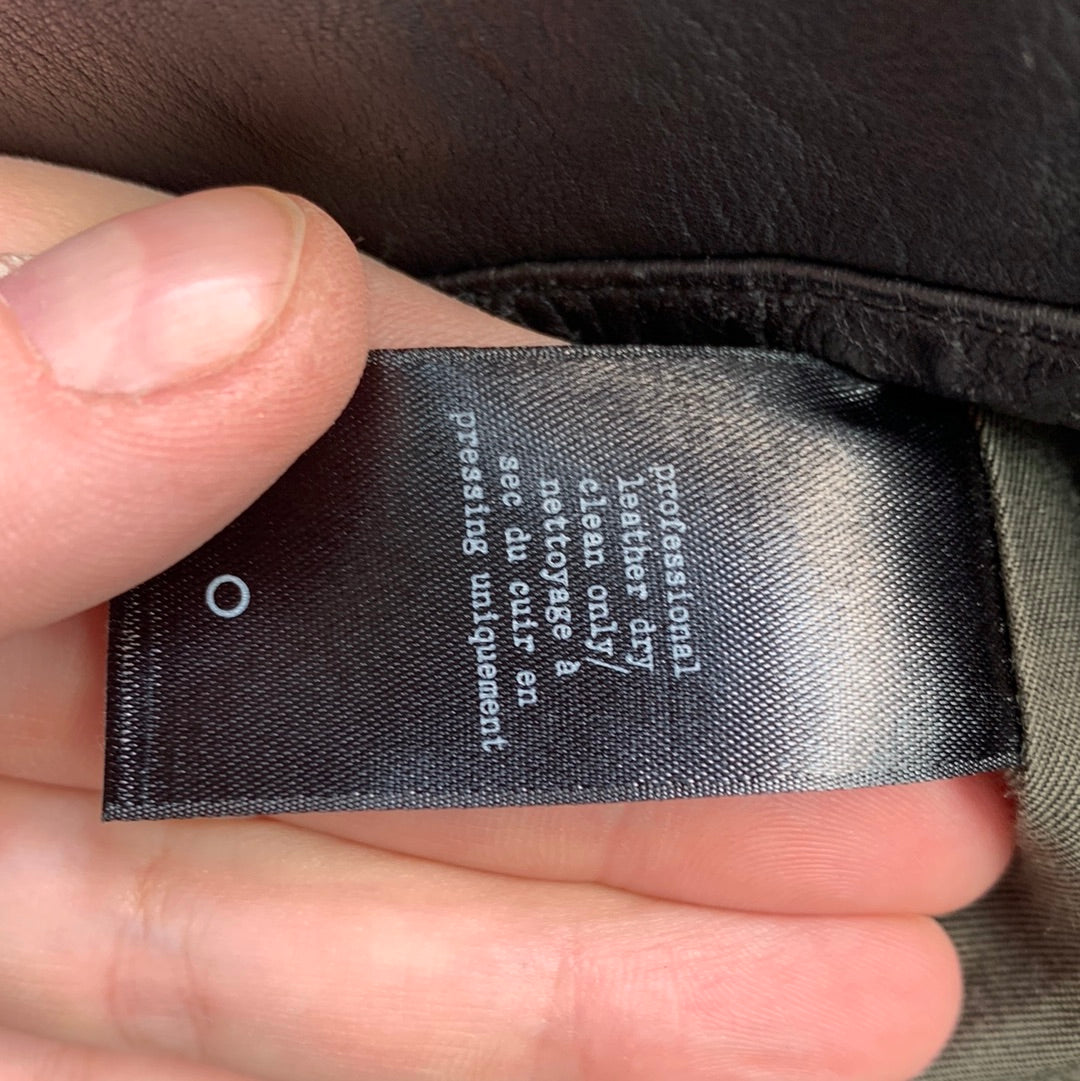 professional
leather dry
clean only/
nettoyage à
sec du cuir en
pressing uniquement